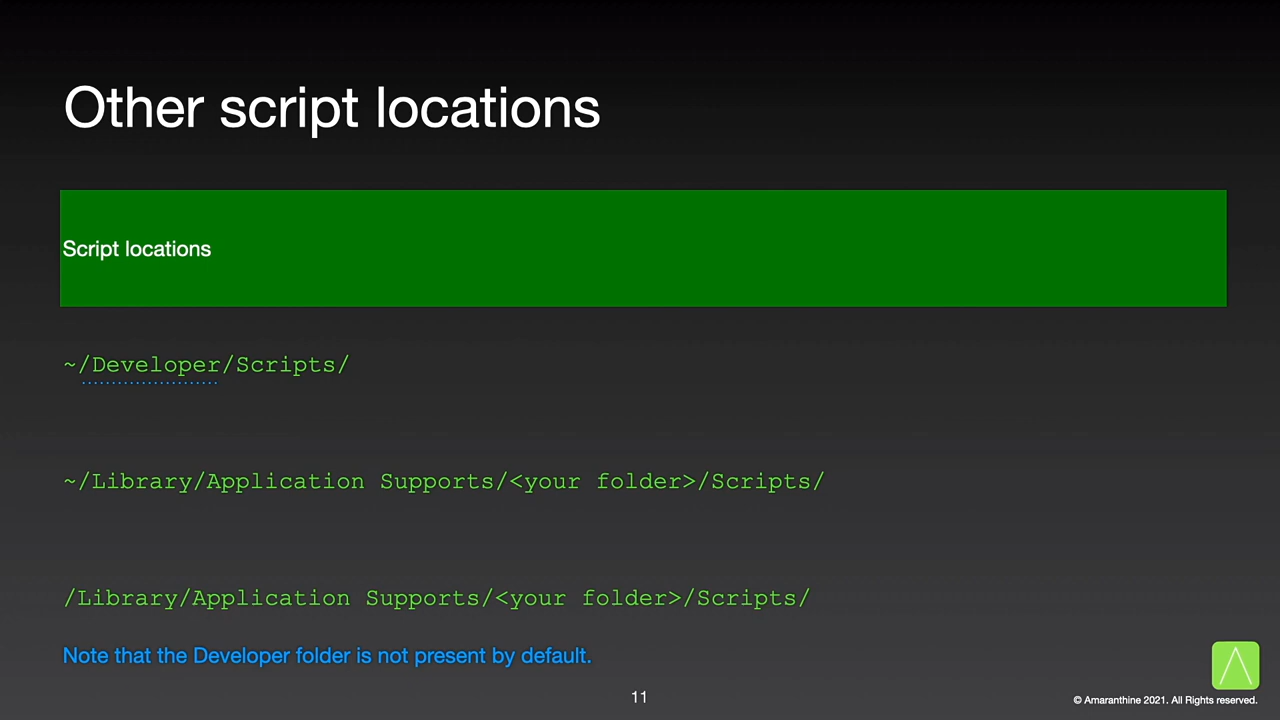 Other script locations
Script locations
~/Developer/Scripts/
~/Library/Application Supports/<your folder>/Scripts/
/Library/Application Supports/<your folder>/Scripts/
Note that the Developer folder is not present by default.
11
© Amaranthine 2021. All Rights reserved.